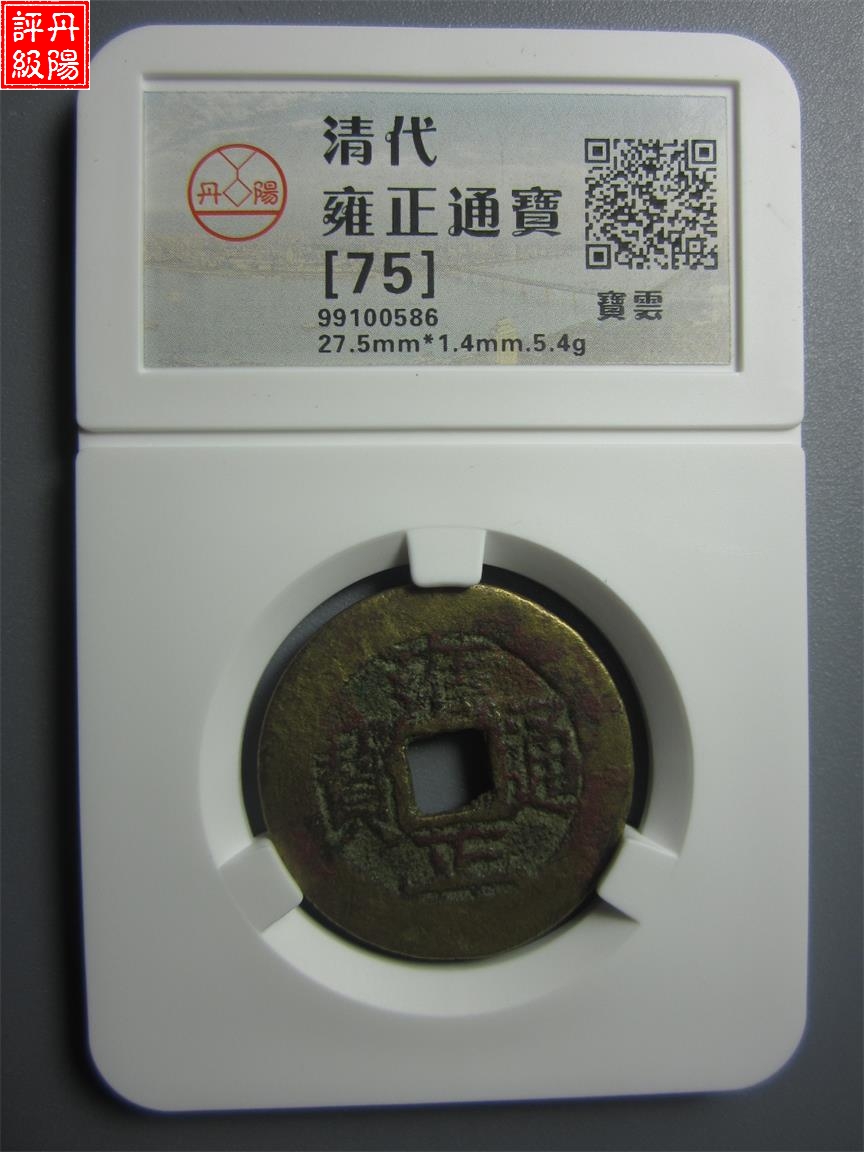 丹陽
評級
清代
丹陽
雍正通寶
[75]
99100586
寶雲
27.5mm*1.4mm.5.4g
雍正通寶